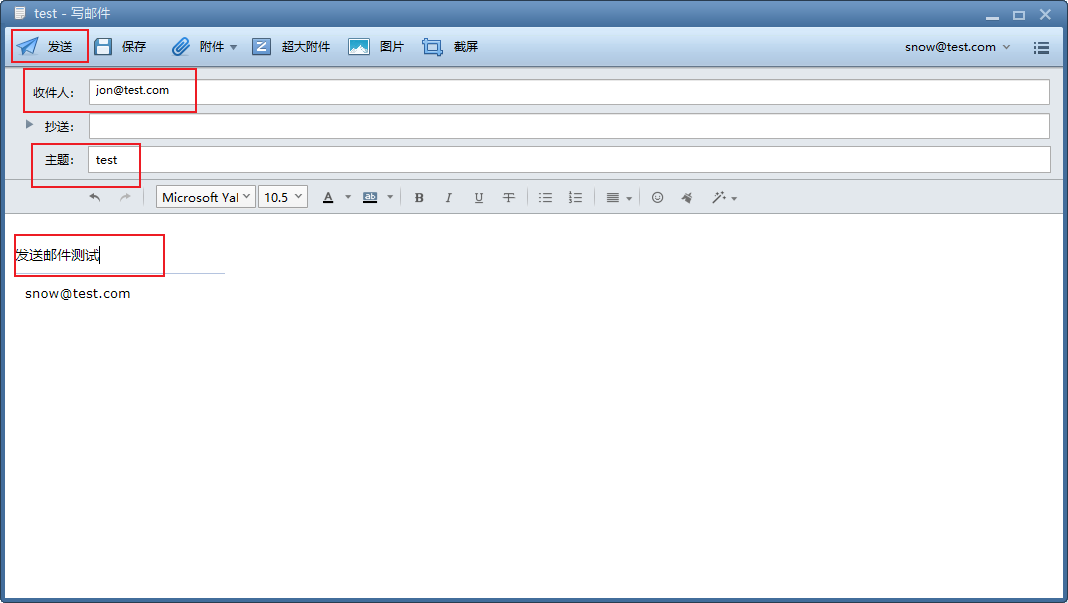 test - 写邮件
发送 保存 附件 超大附件 图片 截屏 snow@test.com
收件人: jon@test.com
抄送:
主题: test
Microsoft Yal 10.5 A ab B I U T
发送邮件测试
snow@test.com